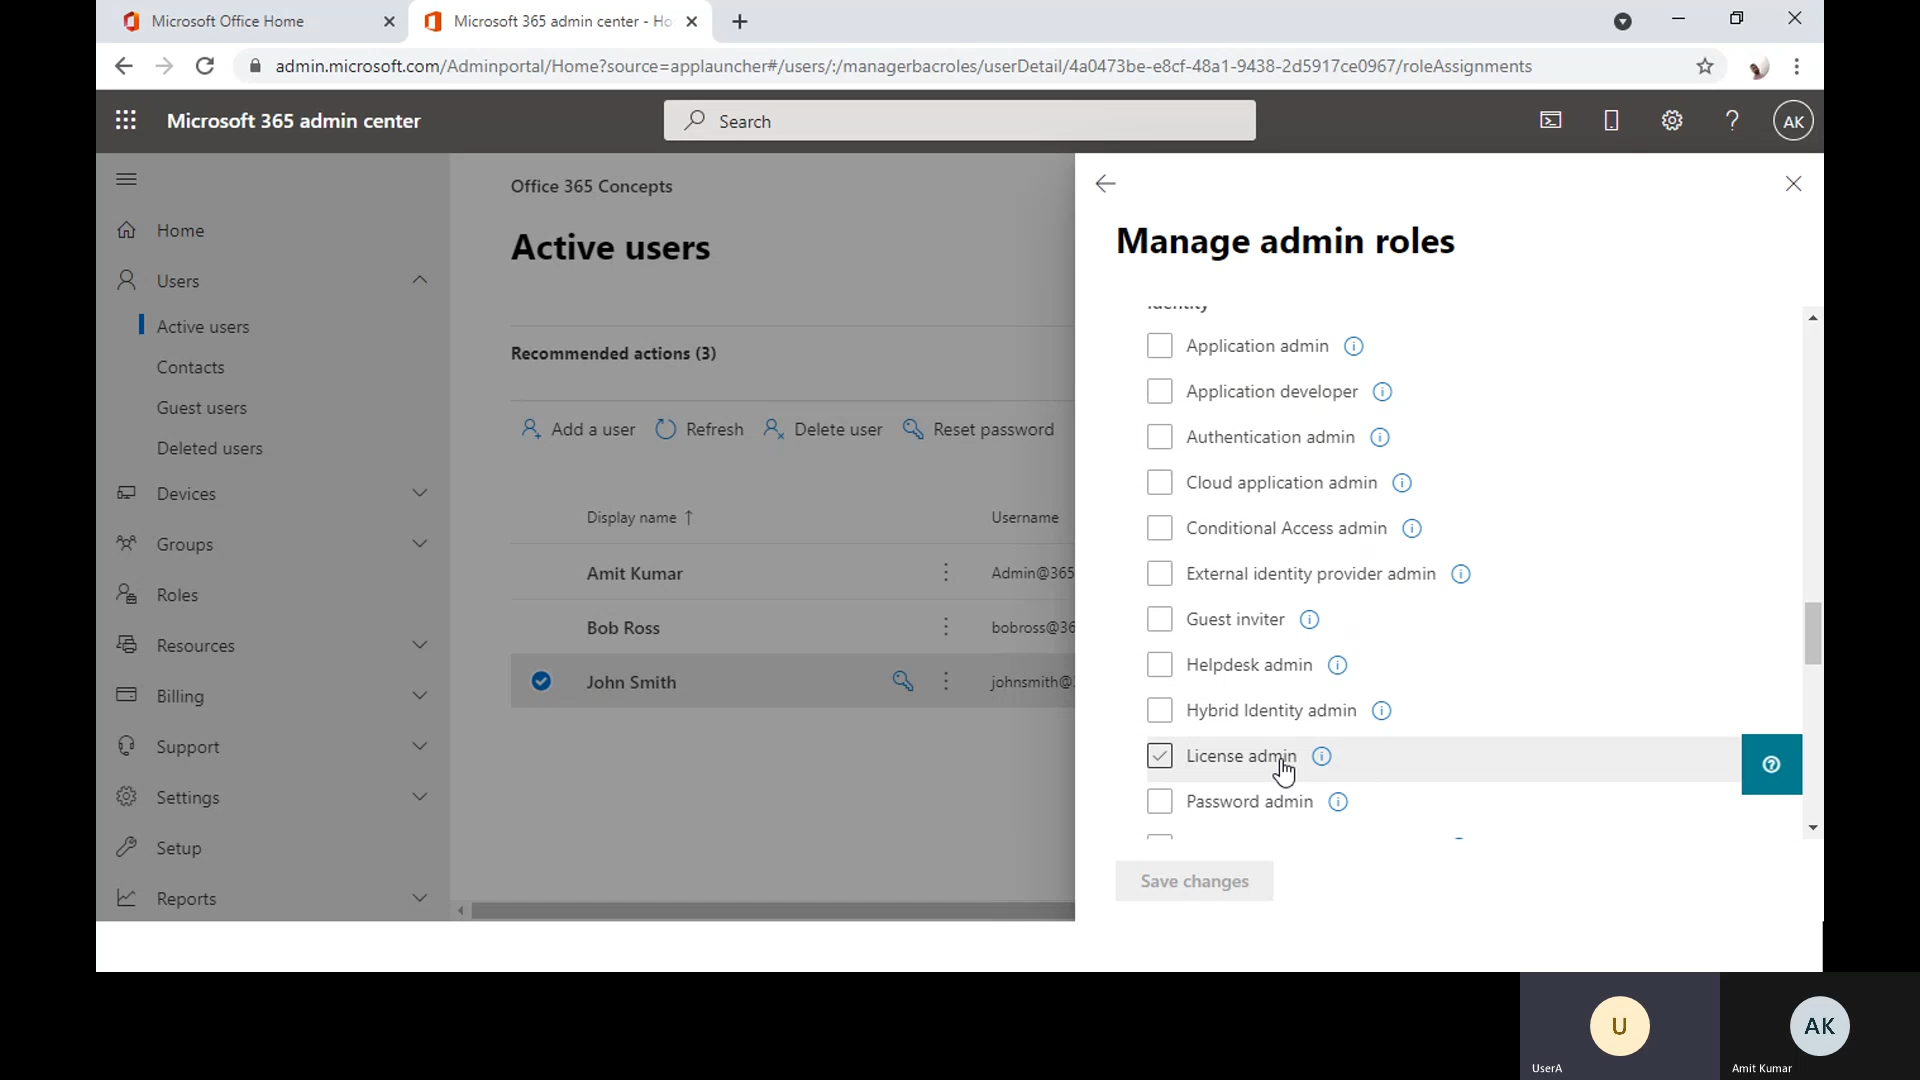 Microsoft Office Home
Microsoft 365 admin center - Ho
admin.microsoft.com/Adminportal/Home?source=applauncher#/users/:/managerbacroles/userDetail/4a0473be-e8cf-48a1-9438-2d5917ce0967/roleAssignments
Microsoft 365 admin center
Search
AK
Home
Users
Active users
Contacts
Guest users
Deleted users
Devices
Groups
Roles
Resources
Billing
Support
Settings
Setup
Reports
Office 365 Concepts
Active users
Recommended actions (3)
Add a user
Refresh
Delete user
Reset password
Display name ↑
Username
Amit Kumar
Admin@365
Bob Ross
bobross@36
John Smith
johnsmith@
Manage admin roles
Identity
Application admin
Application developer
Authentication admin
Cloud application admin
Conditional Access admin
External identity provider admin
Guest inviter
Helpdesk admin
Hybrid Identity admin
License admin
Password admin
Save changes
U
UserA
AK
Amit Kumar